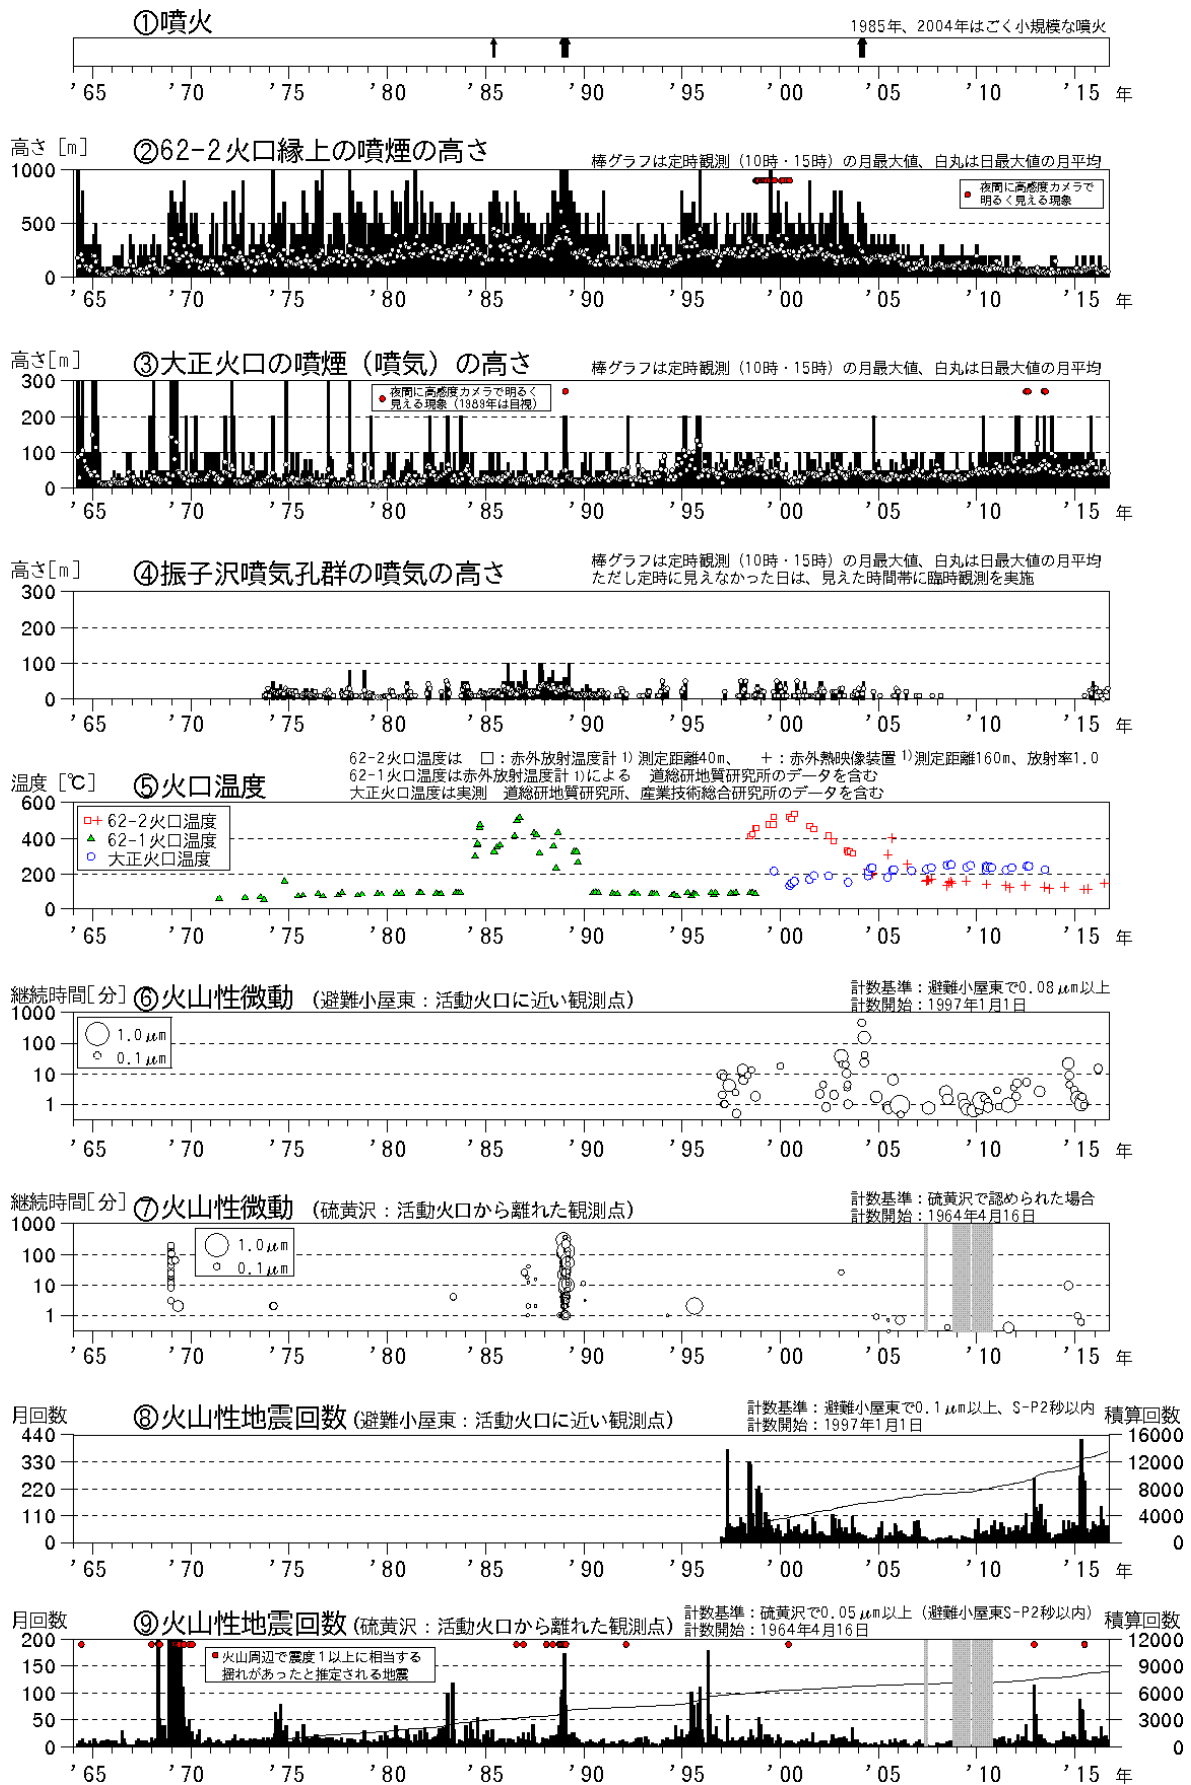 ①噴火
1985年、2004年はごく小規模な噴火
'65 '70 '75 '80 '85 '90 '95 '00 '05 '10 '15 年
高さ[m]
②62-2火口縁上の噴煙の高さ
棒グラフは定時観測(10時・15時)の月最大値、白丸は日最大値の月平均
1000
500
0
夜間に高感度カメラで
明るく見える現象
'65 '70 '75 '80 '85 '90 '95 '00 '05 '10 '15 年
高さ[m]
③大正火口の噴煙(噴気)の高さ
棒グラフは定時観測(10時・15時)の月最大値、白丸は日最大値の月平均
300
200
100
0
夜間に高感度カメラで明るく
見える現象(1989年は目視)
'65 '70 '75 '80 '85 '90 '95 '00 '05 '10 '15 年
高さ[m]
④振子沢噴気孔群の噴気の高さ
棒グラフは定時観測(10時・15時)の月最大値、白丸は日最大値の月平均
ただし定時に見えなかった日は、見えた時間帯に臨時観測を実施
300
200
100
0
'65 '70 '75 '80 '85 '90 '95 '00 '05 '10 '15 年
62-2火口温度は □:赤外放射温度計1)測定距離40m、 +:赤外熱映像装置1)測定距離160m、放射率1.0
62-1火口温度は赤外放射温度計1)による 道総研地質研究所のデータを含む
大正火口温度は実測 道総研地質研究所、産業技術総合研究所のデータを含む
温度[℃]
⑤火口温度
600
400
200
0
□+ 62-2火口温度
▲ 62-1火口温度
○ 大正火口温度
'65 '70 '75 '80 '85 '90 '95 '00 '05 '10 '15 年
継続時間[分]
⑥火山性微動 (避難小屋東:活動火口に近い観測点)
計数基準:避難小屋東で0.08μm以上
計数開始:1997年1月1日
1000
100
10
1
1.0μm
0.1μm
'65 '70 '75 '80 '85 '90 '95 '00 '05 '10 '15 年
継続時間[分]
⑦火山性微動 (硫黄沢:活動火口から離れた観測点)
計数基準:硫黄沢で認められた場合
計数開始:1964年4月16日
1000
100
10
1
1.0μm
0.1μm
'65 '70 '75 '80 '85 '90 '95 '00 '05 '10 '15 年
月回数
⑧火山性地震回数(避難小屋東:活動火口に近い観測点)
計数基準:避難小屋東で0.1μm以上、S-P2秒以内
計数開始:1997年1月1日
積算回数
440 16000
330 12000
220 8000
110 4000
0 0
'65 '70 '75 '80 '85 '90 '95 '00 '05 '10 '15 年
月回数
⑨火山性地震回数(硫黄沢:活動火口から離れた観測点)
計数基準:硫黄沢で0.05μm以上(避難小屋東S-P2秒以内)
計数開始:1964年4月16日
積算回数
200 12000
150 9000
100 6000
50 3000
0 0
火山周辺で震度1以上に相当する
揺れがあったと推定される地震
'65 '70 '75 '80 '85 '90 '95 '00 '05 '10 '15 年